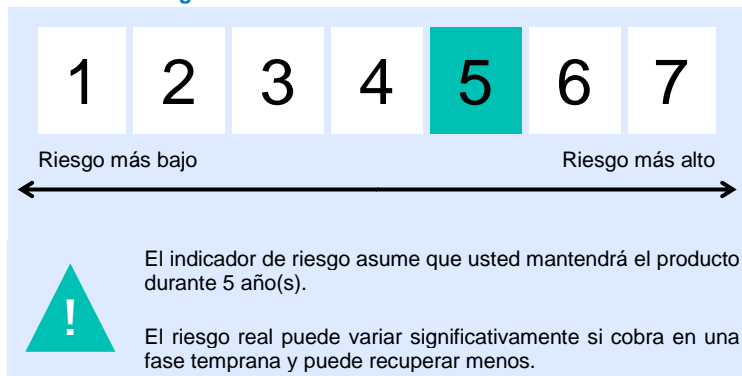 1 2 3 4 5 6 7
Riesgo más bajo Riesgo más alto
El indicador de riesgo asume que usted mantendrá el producto
durante 5 año(s).
!
El riesgo real puede variar significativamente si cobra en una
fase temprana y puede recuperar menos.